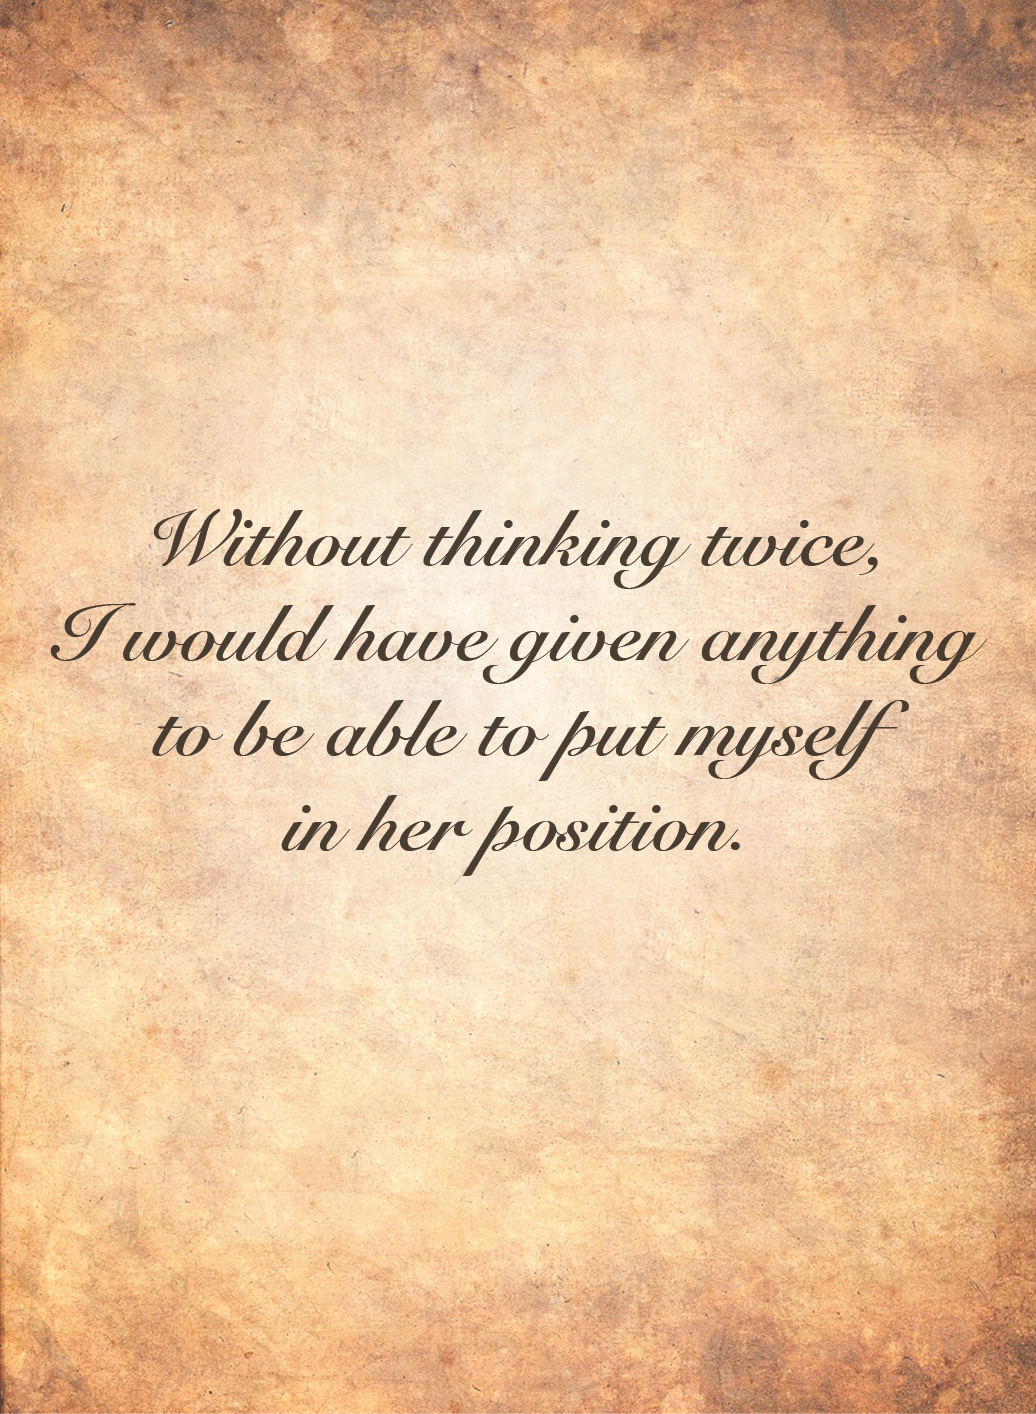 Without thinking twice,
I would have given anything
to be able to put myself
in her position.